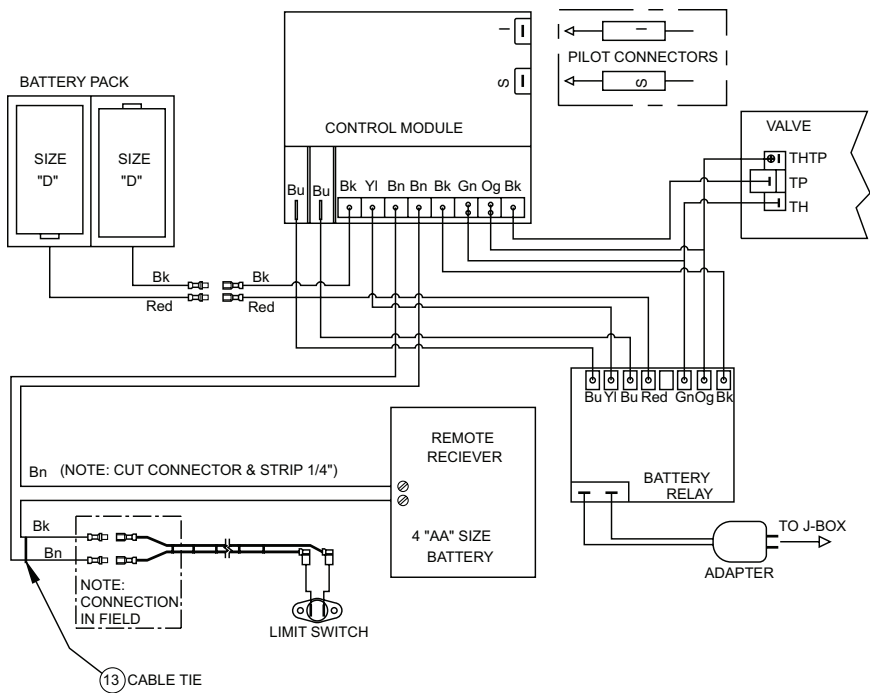 I
S
CONTROL MODULE
I
PILOT CONNECTORS
S
BATTERY PACK
SIZE
"D"
SIZE
"D"
VALVE
THTP
TP
TH
Bu
Bu
Bk
Yl
Bn
Bn
Bk
Gn
Og
Bk
Bk
Bk
Red
Red
Bu
Yl
Bu
Red
Gn
Og
Bk
BATTERY
RELAY
REMOTE
RECIEVER
4 "AA" SIZE
BATTERY
Bn
(NOTE: CUT CONNECTOR & STRIP 1/4")
Bk
Bn
NOTE:
CONNECTION
IN FIELD
LIMIT SWITCH
TO J-BOX
ADAPTER
13 CABLE TIE